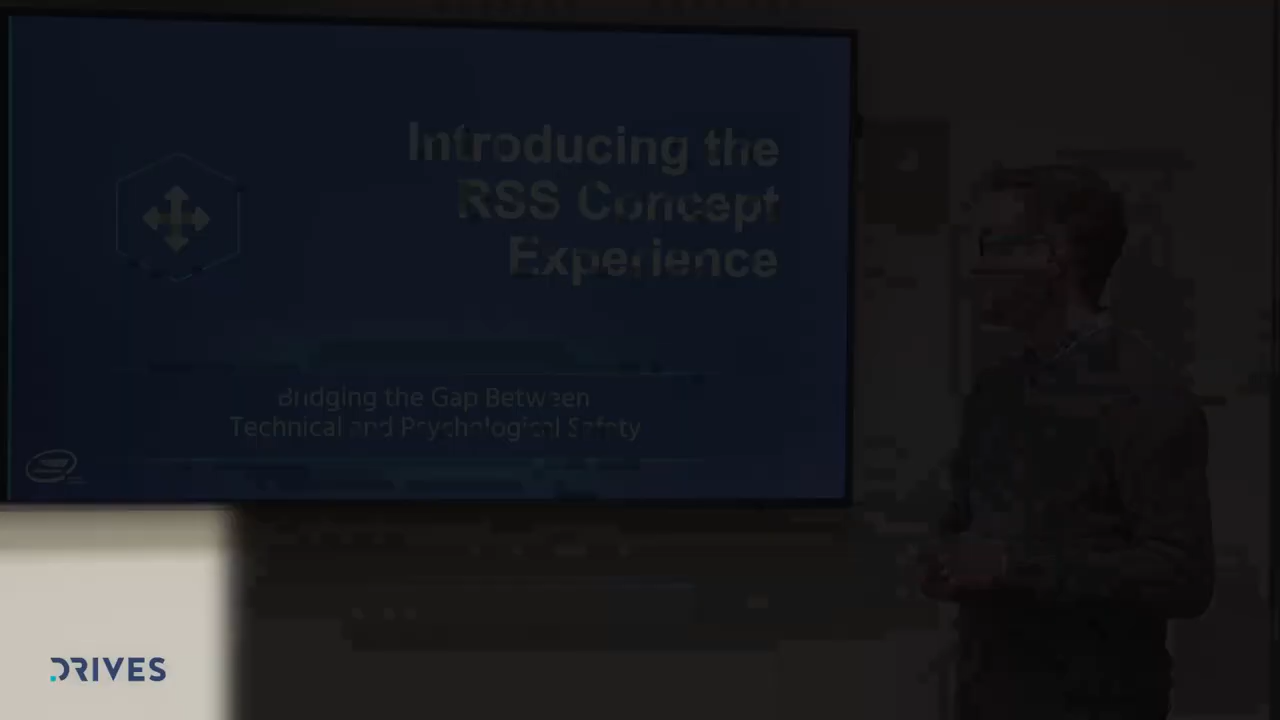 Introducing the
RSS Concept
Experience
Bridging the Gap Between
Technical and Psychological Safety
DRIVES